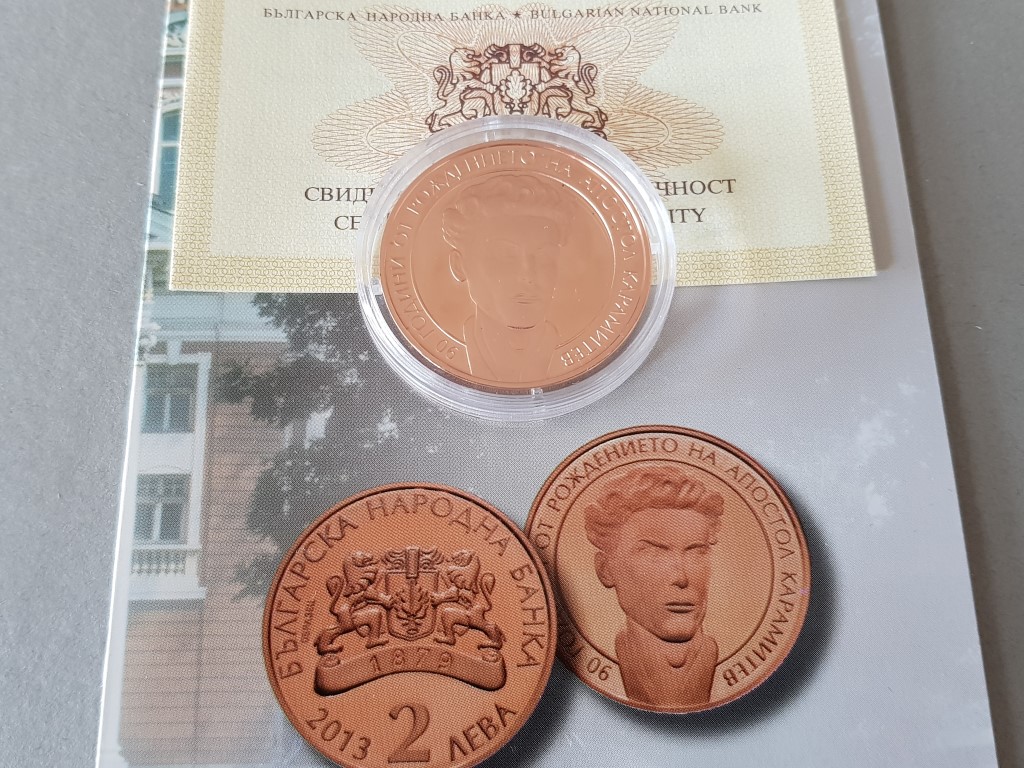 БЪЛГАРСКА НАРОДНА БАНКА ★ BULGARIAN NATIONAL BANK
СВИД ЧНОСТ
CE ITY
90 ГОДИНИ ОТ РОЖДЕНИЕТО НА АПОСТОЛ КАРАМИТЕВ
ОТ РОЖДЕНИЕТО НА АПОСТОЛ КАРАМИТЕВ
90 ГО
БЪЛГАРСКА НАРОДНА БАНКА
1879
2013 2 ЛЕВА